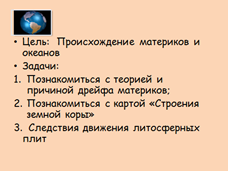 • Цель: Происхождение материков и
океанов
• Задачи:
1. Познакомиться с теорией и
причиной дрейфа материков;
2. Познакомиться с картой «Строения
земной коры»
3. Следствия движения литосферных
плит